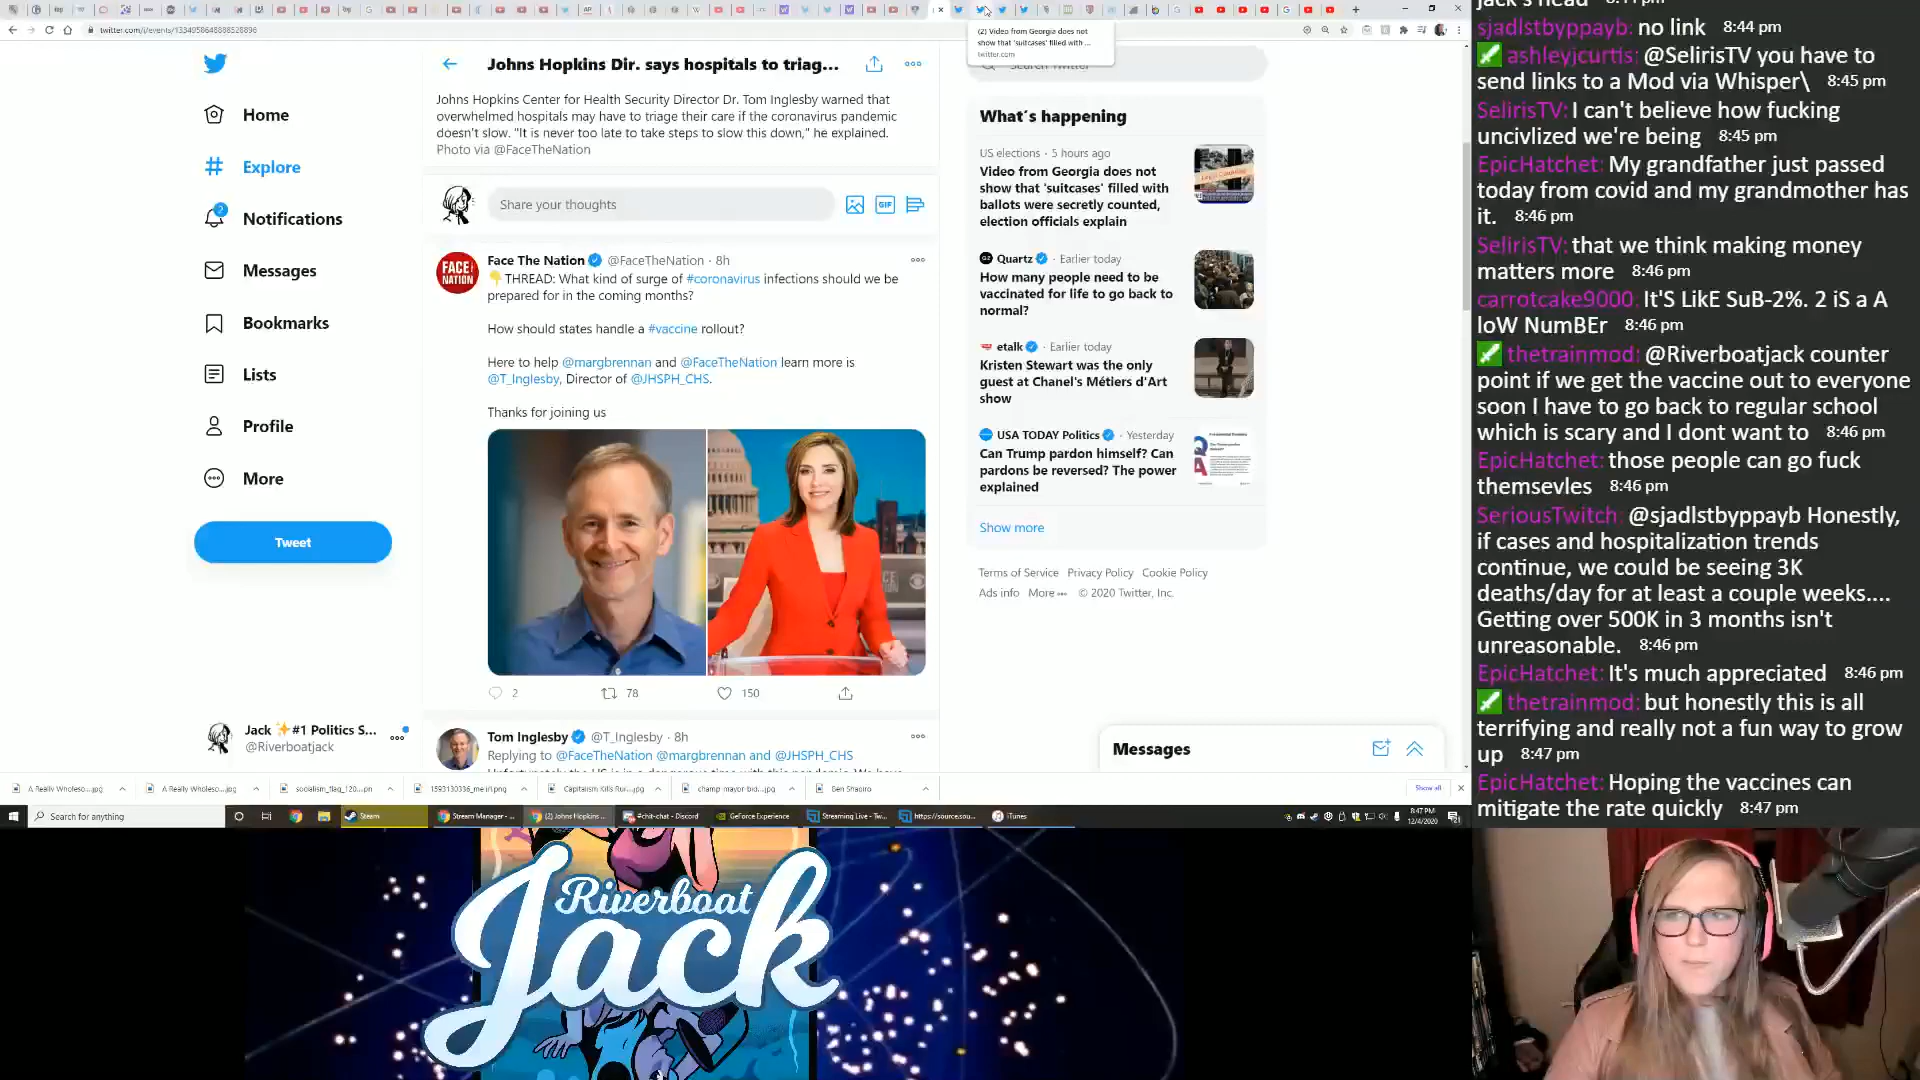 (2) Video from Georgia does not
show that 'suitcases' filled with
...
twitter.com
twitter.com/i/events/1334958648888528896
Home
Explore
2
Notifications
Messages
Bookmarks
Lists
Profile
More
Tweet
Jack ✨#1 Politics S...
@Riverboatjack
Johns Hopkins Dir. says hospitals to triag...
Johns Hopkins Center for Health Security Director Dr. Tom Inglesby warned that
overwhelmed hospitals may have to triage their care if the coronavirus pandemic
doesn't slow. "It is never too late to take steps to slow this down," he explained.
Photo via @FaceTheNation
Share your thoughts
GIF
FACE
NATION
Face The Nation @FaceTheNation · 8h
👇THREAD: What kind of surge of #coronavirus infections should we be
prepared for in the coming months?
How should states handle a #vaccine rollout?
Here to help @margbrennan and @FaceTheNation learn more is
@T_Inglesby, Director of @JHSPH_CHS.
Thanks for joining us
2 78 150
Tom Inglesby @T_Inglesby · 8h
Replying to @FaceTheNation @margbrennan and @JHSPH_CHS
Search Twitter
What's happening
US elections · 5 hours ago
Video from Georgia does not
show that 'suitcases' filled with
ballots were secretly counted,
election officials explain
Quartz · Earlier today
How many people need to be
vaccinated for life to go back to
normal?
etalk · Earlier today
Kristen Stewart was the only
guest at Chanel's Métiers d'Art
show
USA TODAY Politics · Yesterday
Can Trump pardon himself? Can
pardons be reversed? The power
explained
Show more
Terms of Service Privacy Policy Cookie Policy
Ads info More ••• © 2020 Twitter, Inc.
Messages
A Really Wholeso....jpg
A Really Wholeso....jpg
socialism_flag_120....pn
1593130336_me irl.png
Capitalism Kills Rur....jpg
champ-mayor-bid....jpg
Ben Shapiro
Show all
Search for anything
Steam
Stream Manager - ...
(2) Johns Hopkins ...
#chit-chat - Discord
GeForce Experience
Streaming Live - Tw...
https://source.sou...
iTunes
8:47 PM
12/4/2020
Riverboat
Jack
jack's head
sjadlstbyppayb: no link 8:44 pm
ashleyjcurtis: @SelirisTV you have to
send links to a Mod via Whisper\ 8:45 pm
SelirisTV: I can't believe how fucking
uncivlized we're being 8:45 pm
EpicHatchet: My grandfather just passed
today from covid and my grandmother has
it. 8:46 pm
SelirisTV: that we think making money
matters more 8:46 pm
carrotcake9000: It'S LikE SuB-2%. 2 iS a A
loW NumBEr 8:46 pm
thetrainmod: @Riverboatjack counter
point if we get the vaccine out to everyone
soon I have to go back to regular school
which is scary and I dont want to 8:46 pm
EpicHatchet: those people can go fuck
themsevles 8:46 pm
SeriousTwitch: @sjadlstbyppayb Honestly,
if cases and hospitalization trends
continue, we could be seeing 3K
deaths/day for at least a couple weeks....
Getting over 500K in 3 months isn't
unreasonable. 8:46 pm
EpicHatchet: It's much appreciated 8:46 pm
thetrainmod: but honestly this is all
terrifying and really not a fun way to grow
up 8:47 pm
EpicHatchet: Hoping the vaccines can
mitigate the rate quickly 8:47 pm